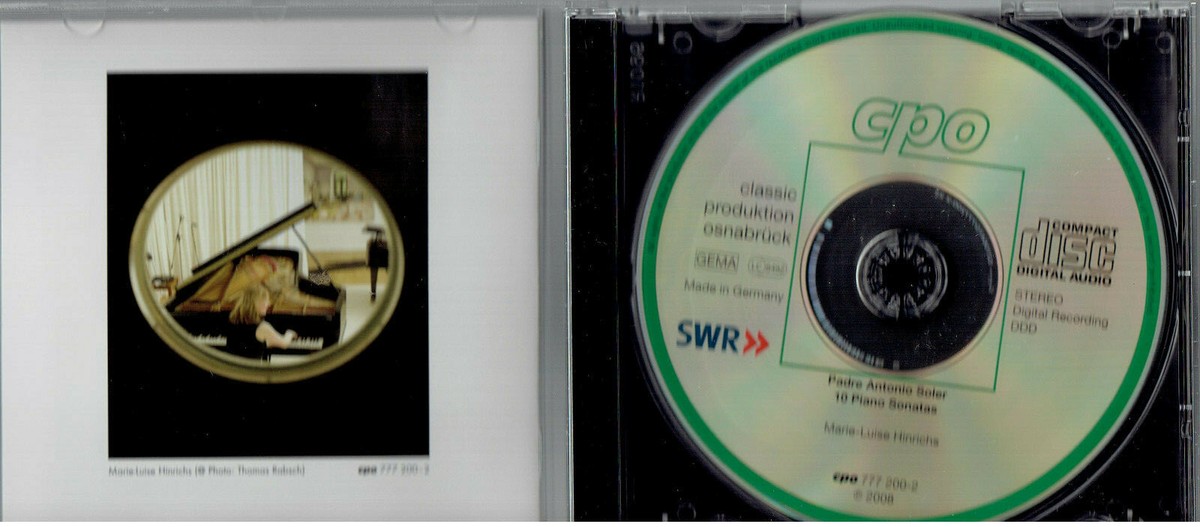 Marie-Luise Hinrichs (© Photo: Thomas Rabsch)
cpo 777 200-2
cpo
classic
produktion
osnabrück
GEMA
Made in Germany
SWR»
COMPACT
disc
DIGITAL AUDIO
STEREO
Digital Recording
DDD
Padre Antonio Soler
10 Piano Sonatas
Marie-Luise Hinrichs
cpo 777 200-2